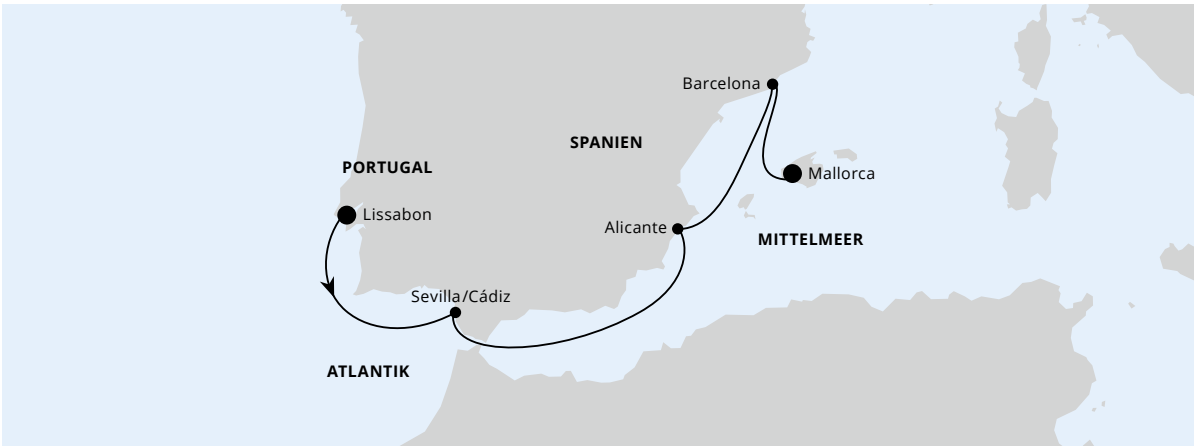 Barcelona
SPANIEN
PORTUGAL
Mallorca
Lissabon
Alicante
MITTELMEER
Sevilla/Cádiz
ATLANTIK